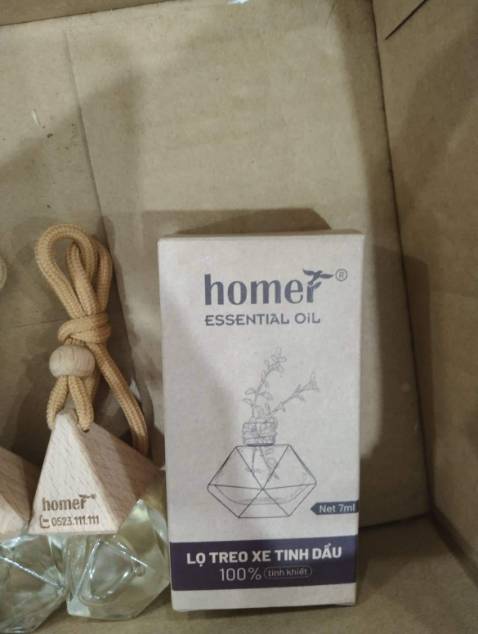 homer®
ESSENTIAL OIL
Net 7ml
LỌ TREO XE TINH DẦU
100% tinh khiết
homer
0523.111.111